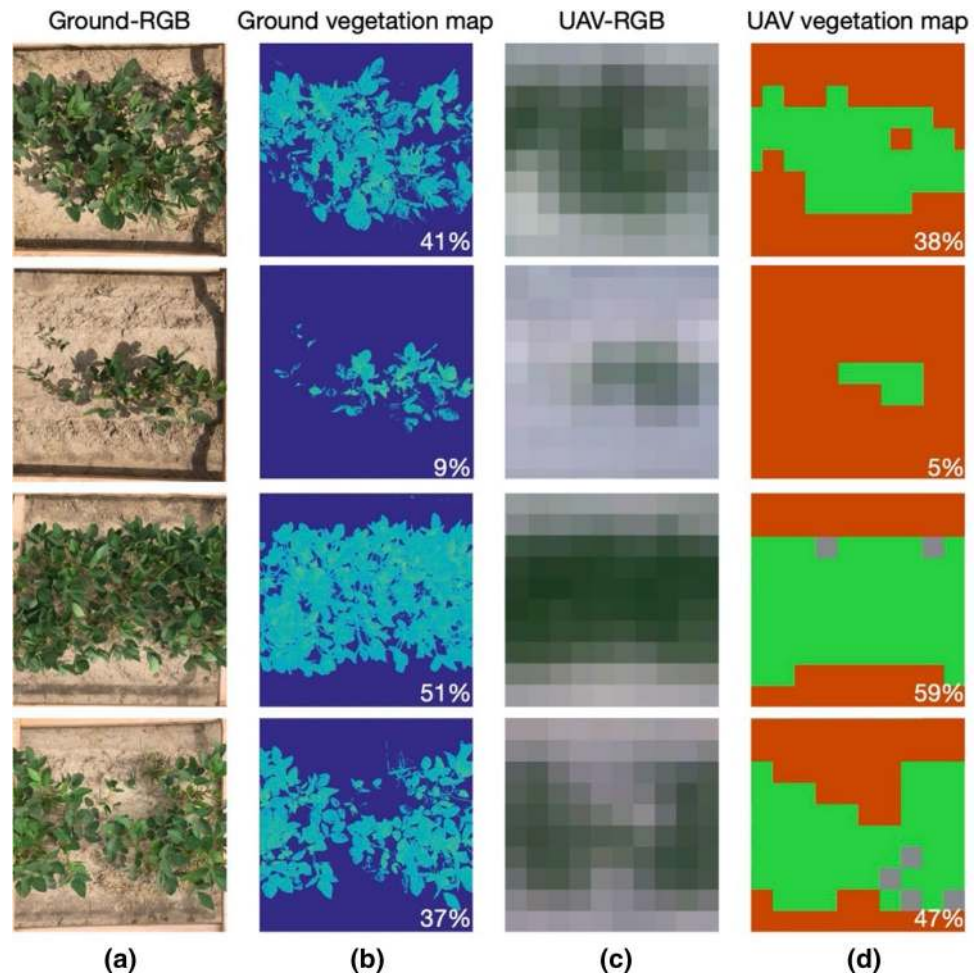 Ground-RGB Ground vegetation map UAV-RGB UAV vegetation map
41% 38%
9% 5%
51% 59%
37% 47%
(a) (b) (c) (d)